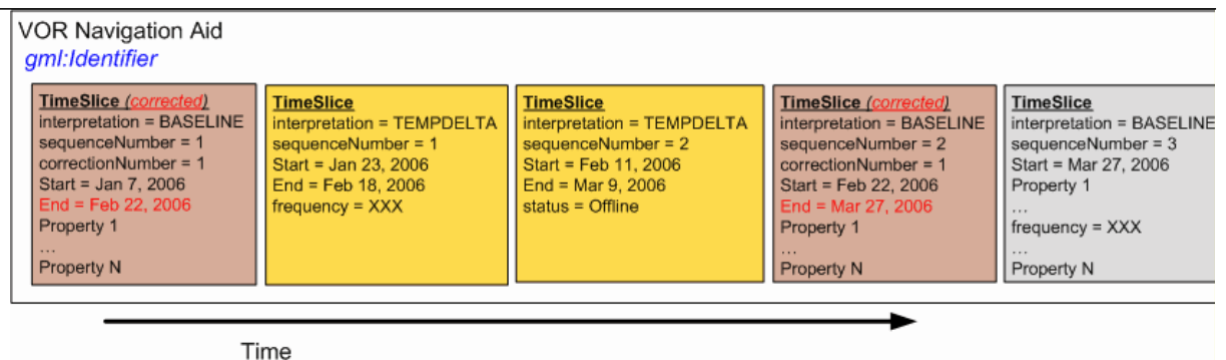 VOR Navigation Aid
gml:Identifier
TimeSlice (corrected)
interpretation = BASELINE
sequenceNumber = 1
correctionNumber = 1
Start = Jan 7, 2006
End = Feb 22, 2006
Property 1
...
Property N
TimeSlice
interpretation = TEMPDELTA
sequenceNumber = 1
Start = Jan 23, 2006
End = Feb 18, 2006
frequency = XXX
TimeSlice
interpretation = TEMPDELTA
sequenceNumber = 2
Start = Feb 11, 2006
End = Mar 9, 2006
status = Offline
TimeSlice (corrected)
interpretation = BASELINE
sequenceNumber = 2
correctionNumber = 1
Start = Feb 22, 2006
End = Mar 27, 2006
Property 1
...
Property N
TimeSlice
interpretation = BASELINE
sequenceNumber = 3
Start = Mar 27, 2006
Property 1
...
frequency = XXX
...
Property N
Time